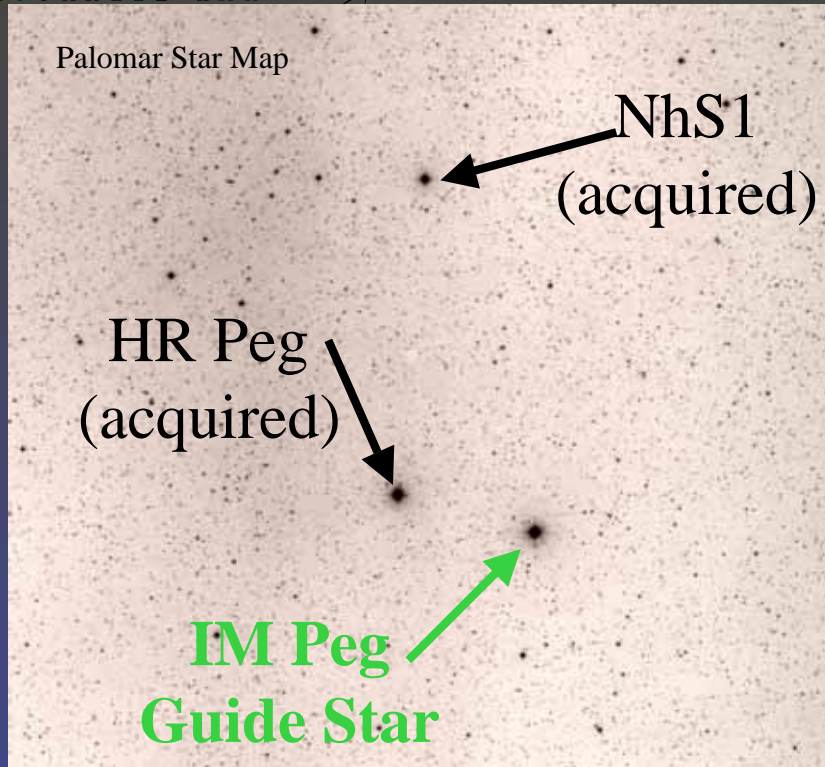 Palomar Star Map
NhS1
(acquired)
HR Peg
(acquired)
IM Peg
Guide Star